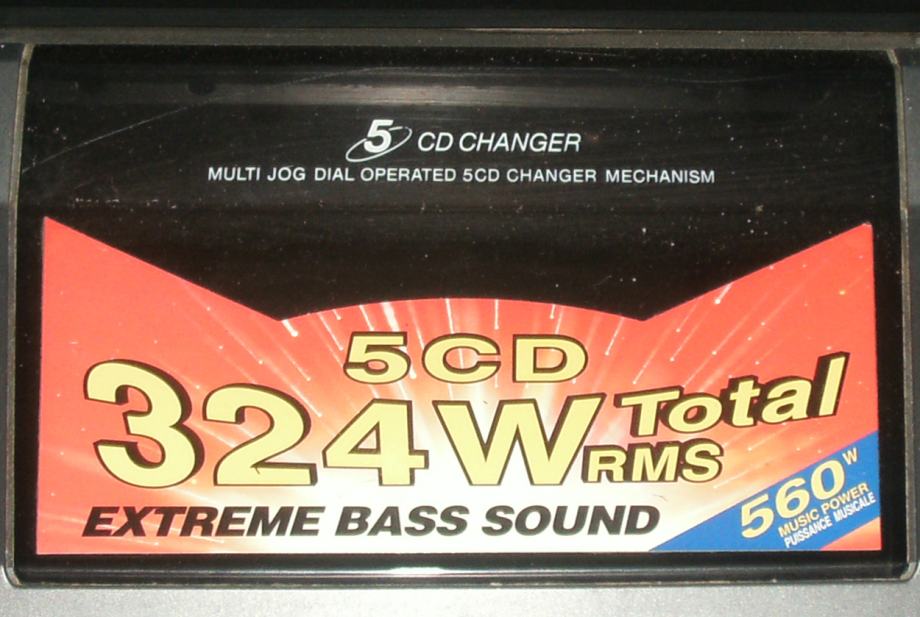 5 CD CHANGER
MULTI JOG DIAL OPERATED 5CD CHANGER MECHANISM
5CD
324W Total
RMS
EXTREME BASS SOUND
560W
MUSIC POWER
PUISSANCE MUSICALE